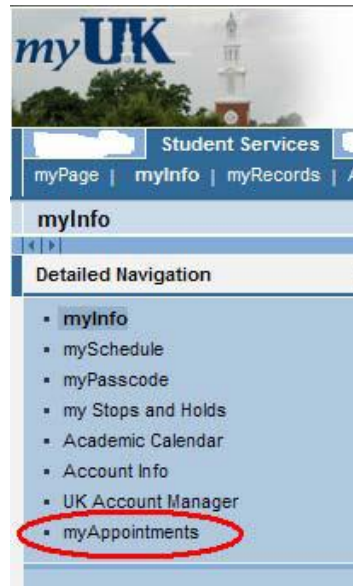 myUK
Student Services
myPage | myInfo | myRecords |
myInfo
Detailed Navigation
myInfo
mySchedule
myPasscode
my Stops and Holds
Academic Calendar
Account Info
UK Account Manager
myAppointments